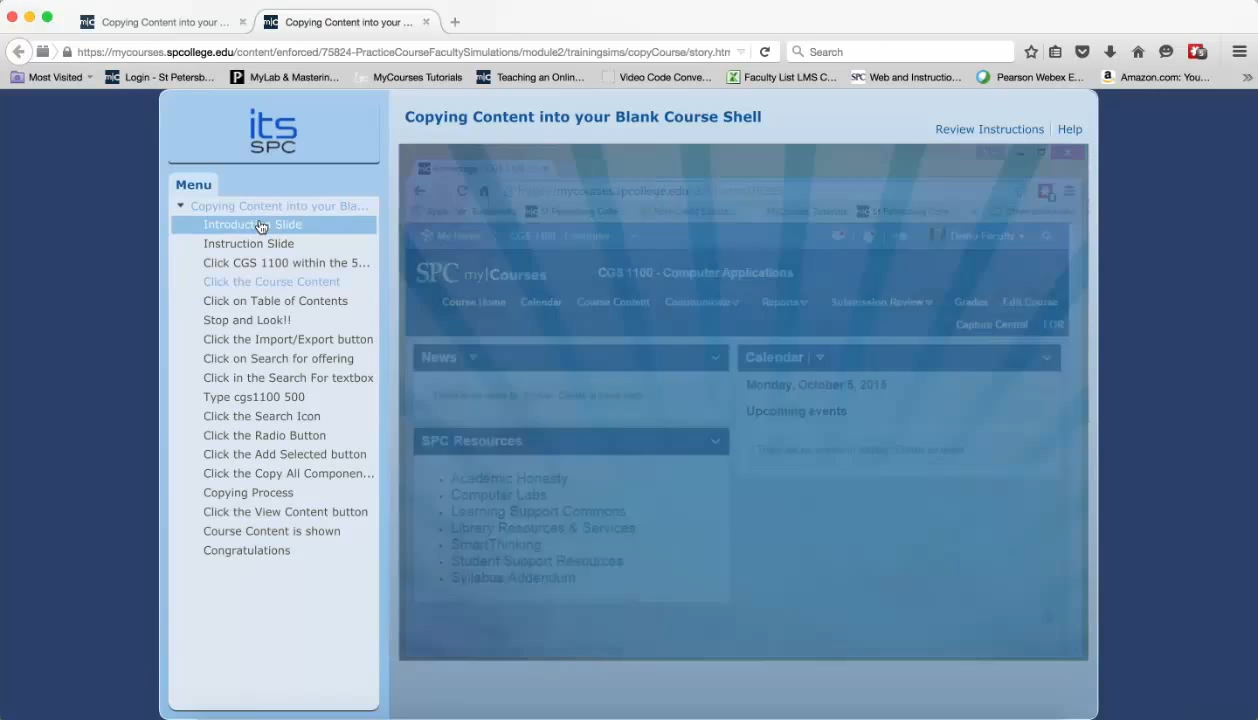 Copying Content into your ...
Copying Content into your ...
https://mycourses.spcollege.edu/content/enforced/75824-PracticeCourseFacultySimulations/module2/trainingsims/copyCourse/story.htm
Search
Most Visited
Login - St Petersb...
MyLab & Masterin...
MyCourses Tutorials
Teaching an Onlin...
Video Code Conve...
Faculty List LMS C...
Web and Instructio...
Pearson Webex E...
Amazon.com: You...
its
SPC
Copying Content into your Blank Course Shell
Review Instructions
Help
Menu
Copying Content into your Bla...
Introduction Slide
Instruction Slide
Click CGS 1100 within the 5...
Click the Course Content
Click on Table of Contents
Stop and Look!!
Click the Import/Export button
Click on Search for offering
Click in the Search For textbox
Type cgs1100 500
Click the Search Icon
Click the Radio Button
Click the Add Selected button
Click the Copy All Componen...
Copying Process
Click the View Content button
Course Content is shown
Congratulations
Demo Faculty
SPC my|Courses
CGS 1100 - Computer Applications
Course Home
Calendar
Course Content
Communicate
Reports
Submission Review
Grades
Edit Course
Capture Central
LOR
News
Calendar
Monday, October 5, 2015
Upcoming events
SPC Resources
Academic Honesty
Computer Labs
Learning Support Commons
Library Resources & Services
SmartThinking
Student Support Resources
Syllabus Addendum